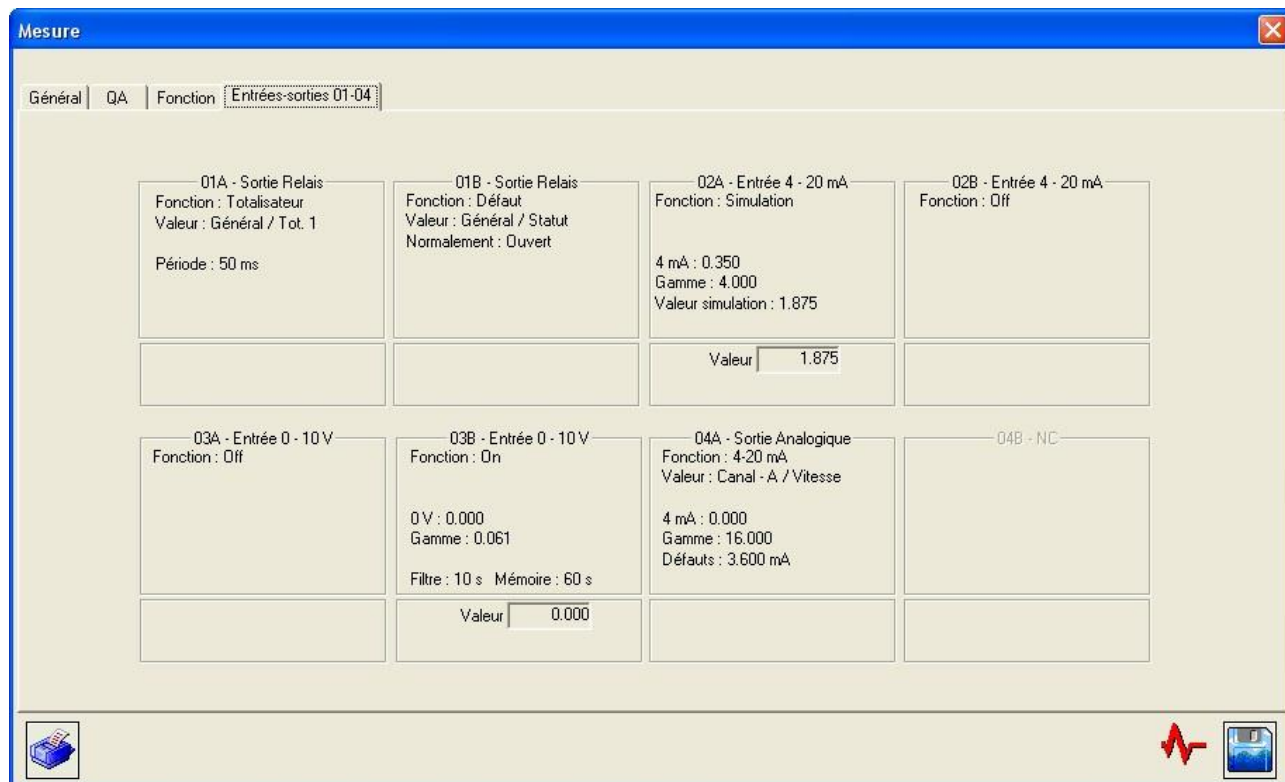 Mesure
Général QA Fonction Entrées-sorties 01-04
01A - Sortie Relais
Fonction : Totalisateur
Valeur : Général / Tot. 1
Période : 50 ms
01B - Sortie Relais
Fonction : Défaut
Valeur : Général / Statut
Normalement : Ouvert
02A - Entrée 4 - 20 mA
Fonction : Simulation
4 mA : 0.350
Gamme : 4.000
Valeur simulation : 1.875
Valeur 1.875
02B - Entrée 4 - 20 mA
Fonction : Off
03A - Entrée 0 - 10 V
Fonction : Off
03B - Entrée 0 - 10 V
Fonction : On
0 V : 0.000
Gamme : 0.061
Filtre : 10 s Mémoire : 60 s
Valeur 0.000
04A - Sortie Analogique
Fonction : 4-20 mA
Valeur : Canal - A / Vitesse
4 mA : 0.000
Gamme : 16.000
Défauts : 3.600 mA
04B - NC